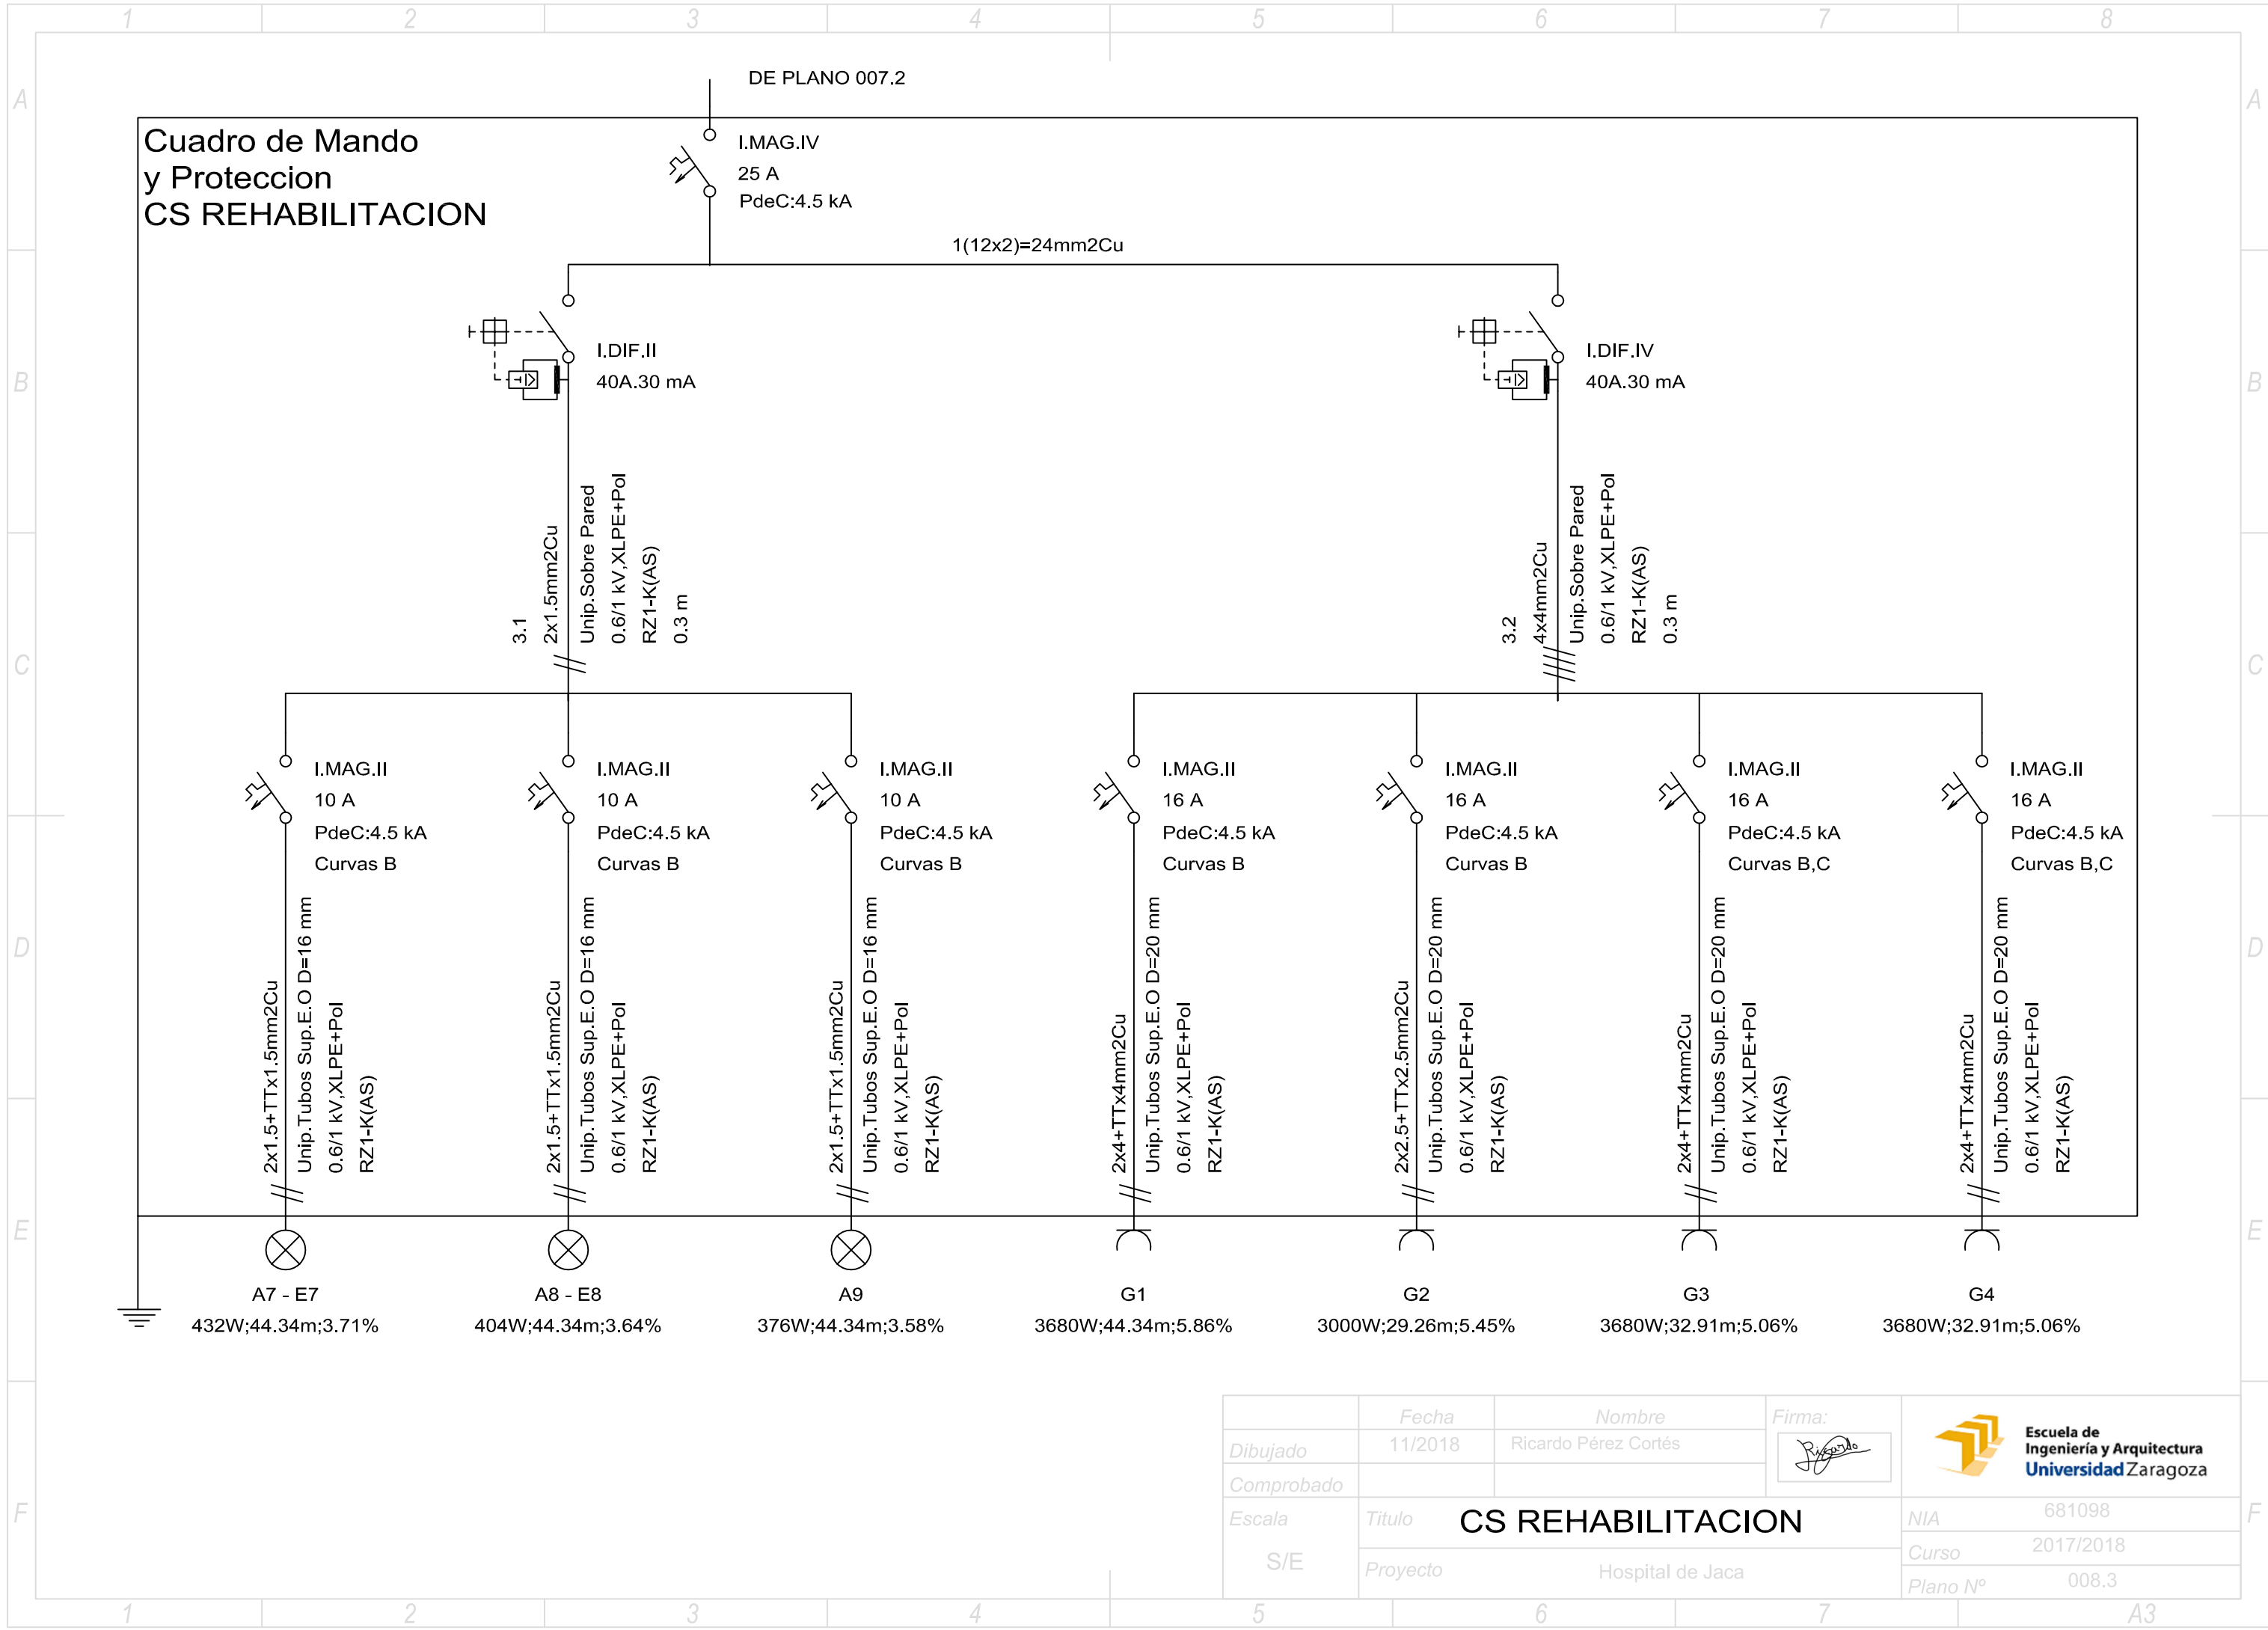 1 2 3 4 5 6 7 8
A A
B B
C C
D D
E E
F F
DE PLANO 007.2
Cuadro de Mando
y Proteccion
CS REHABILITACION
I.MAG.IV
25 A
PdeC:4.5 kA
1(12x2)=24mm2Cu
I.DIF.II
40A.30 mA
I.DIF.IV
40A.30 mA
3.1
2x1.5mm2Cu
Unip.Sobre Pared
0.6/1 kV,XLPE+Pol
RZ1-K(AS)
0.3 m
3.2
4x4mm2Cu
Unip.Sobre Pared
0.6/1 kV,XLPE+Pol
RZ1-K(AS)
0.3 m
I.MAG.II
10 A
PdeC:4.5 kA
Curvas B
I.MAG.II
10 A
PdeC:4.5 kA
Curvas B
I.MAG.II
10 A
PdeC:4.5 kA
Curvas B
I.MAG.II
16 A
PdeC:4.5 kA
Curvas B
I.MAG.II
16 A
PdeC:4.5 kA
Curvas B
I.MAG.II
16 A
PdeC:4.5 kA
Curvas B,C
I.MAG.II
16 A
PdeC:4.5 kA
Curvas B,C
2x1.5+TTx1.5mm2Cu
Unip.Tubos Sup.E.O D=16 mm
0.6/1 kV,XLPE+Pol
RZ1-K(AS)
2x1.5+TTx1.5mm2Cu
Unip.Tubos Sup.E.O D=16 mm
0.6/1 kV,XLPE+Pol
RZ1-K(AS)
2x1.5+TTx1.5mm2Cu
Unip.Tubos Sup.E.O D=16 mm
0.6/1 kV,XLPE+Pol
RZ1-K(AS)
2x4+TTx4mm2Cu
Unip.Tubos Sup.E.O D=20 mm
0.6/1 kV,XLPE+Pol
RZ1-K(AS)
2x2.5+TTx2.5mm2Cu
Unip.Tubos Sup.E.O D=20 mm
0.6/1 kV,XLPE+Pol
RZ1-K(AS)
2x4+TTx4mm2Cu
Unip.Tubos Sup.E.O D=20 mm
0.6/1 kV,XLPE+Pol
RZ1-K(AS)
2x4+TTx4mm2Cu
Unip.Tubos Sup.E.O D=20 mm
0.6/1 kV,XLPE+Pol
RZ1-K(AS)
A7 - E7
432W;44.34m;3.71%
A8 - E8
404W;44.34m;3.64%
A9
376W;44.34m;3.58%
G1
3680W;44.34m;5.86%
G2
3000W;29.26m;5.45%
G3
3680W;32.91m;5.06%
G4
3680W;32.91m;5.06%
Fecha Nombre Firma:
Dibujado 11/2018 Ricardo Pérez Cortés
Ricardo
Comprobado
Escuela de
Ingeniería y Arquitectura
Universidad Zaragoza
Escala
S/E
Titulo CS REHABILITACION
Proyecto Hospital de Jaca
NIA 681098
Curso 2017/2018
Plano Nº 008.3
1 2 3 4 5 6 7 A3